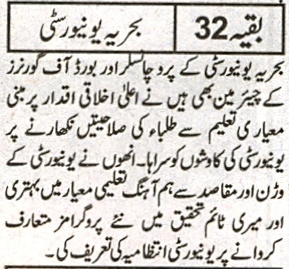 بقیہ 32 بحریہ یونیورسٹی
بحریہ یونیورسٹی کے پرو چانسلر اور بورڈ آف گورنرز
کے چیئرمین بھی ہیں نے اعلیٰ اخلاقی اقدار پر مبنی
معیاری تعلیم سے طلباء کی صلاحیتیں نکھارنے پر
یونیورسٹی کی کاوشوں کو سراہا۔ انھوں نے یونیورسٹی کے
وژن اور مقاصد سے ہم آہنگ تعلیمی معیار میں بہتری
اور میری ٹائم تحقیق میں نئے پروگرامز متعارف
کروانے پر یونیورسٹی انتظامیہ کی تعریف کی۔